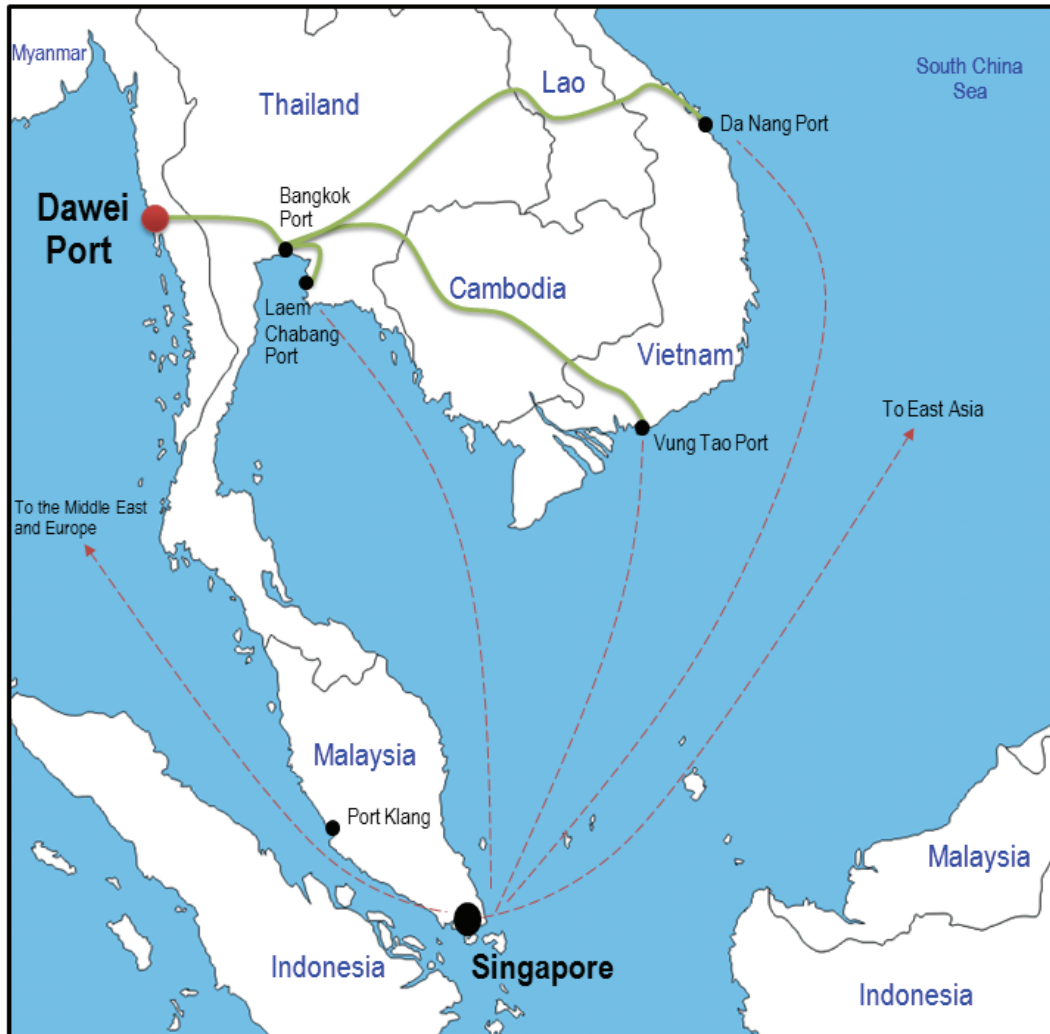 Myanmar
Thailand
Lao
South China
Sea
Da Nang Port
Dawei
Port
Bangkok
Port
Laem
Chabang
Port
Cambodia
Vietnam
To East Asia
Vung Tao Port
To the Middle East
and Europe
Malaysia
Port Klang
Malaysia
Singapore
Indonesia
Indonesia